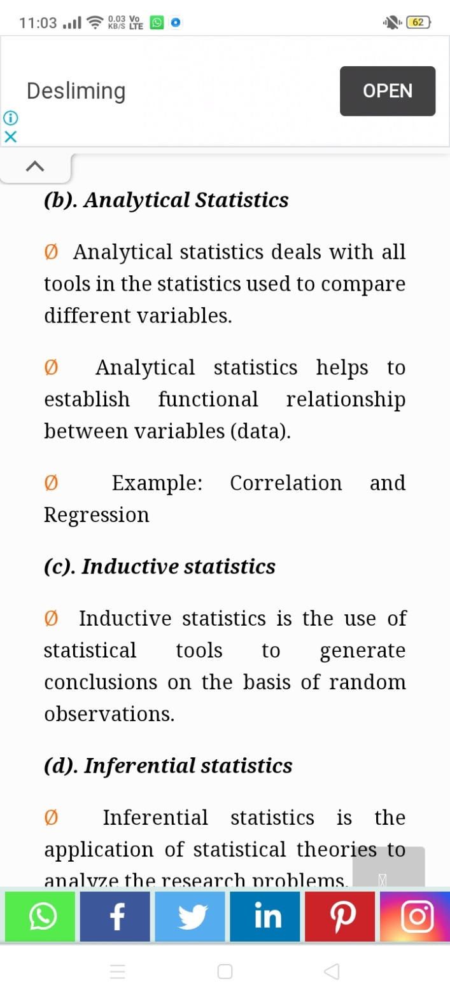 11:03 0.03 KB/S Vo LTE 62
Desliming
OPEN
(b). Analytical Statistics
Ø Analytical statistics deals with all
tools in the statistics used to compare
different variables.
Ø Analytical statistics helps to
establish functional relationship
between variables (data).
Ø Example: Correlation and
Regression
(c). Inductive statistics
Ø Inductive statistics is the use of
statistical tools to generate
conclusions on the basis of random
observations.
(d). Inferential statistics
Ø Inferential statistics is the
application of statistical theories to
analyze the research problems.